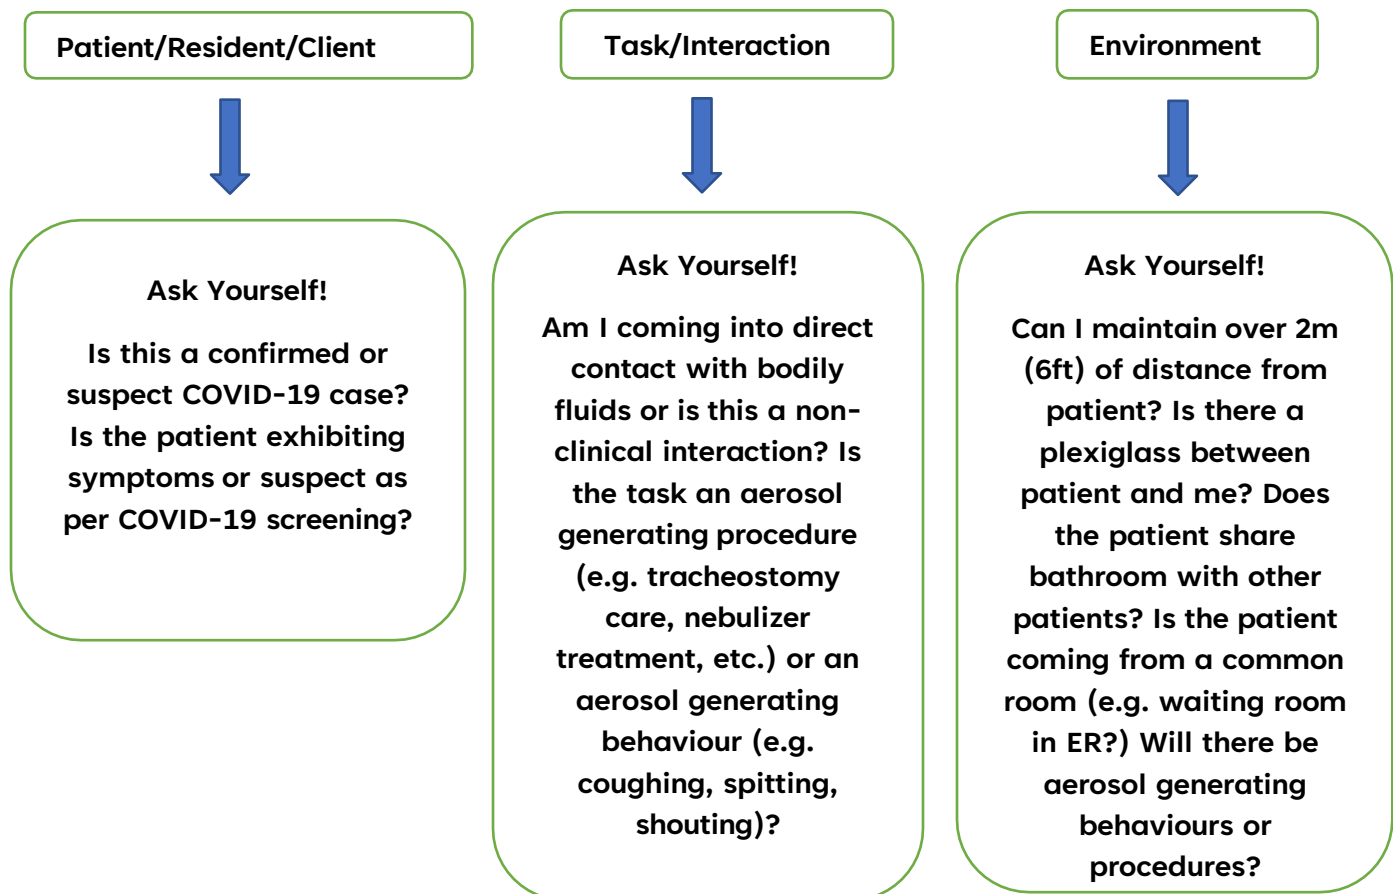 Patient/Resident/Client
Task/Interaction
Environment
Ask Yourself!
Is this a confirmed or
suspect COVID-19 case?
Is the patient exhibiting
symptoms or suspect as
per COVID-19 screening?
Ask Yourself!
Am I coming into direct
contact with bodily
fluids or is this a non-
clinical interaction? Is
the task an aerosol
generating procedure
(e.g. tracheostomy
care, nebulizer
treatment, etc.) or an
aerosol generating
behaviour (e.g.
coughing, spitting,
shouting)?
Ask Yourself!
Can I maintain over 2m
(6ft) of distance from
patient? Is there a
plexiglass between
patient and me? Does
the patient share
bathroom with other
patients? Is the patient
coming from a common
room (e.g. waiting room
in ER?) Will there be
aerosol generating
behaviours or
procedures?